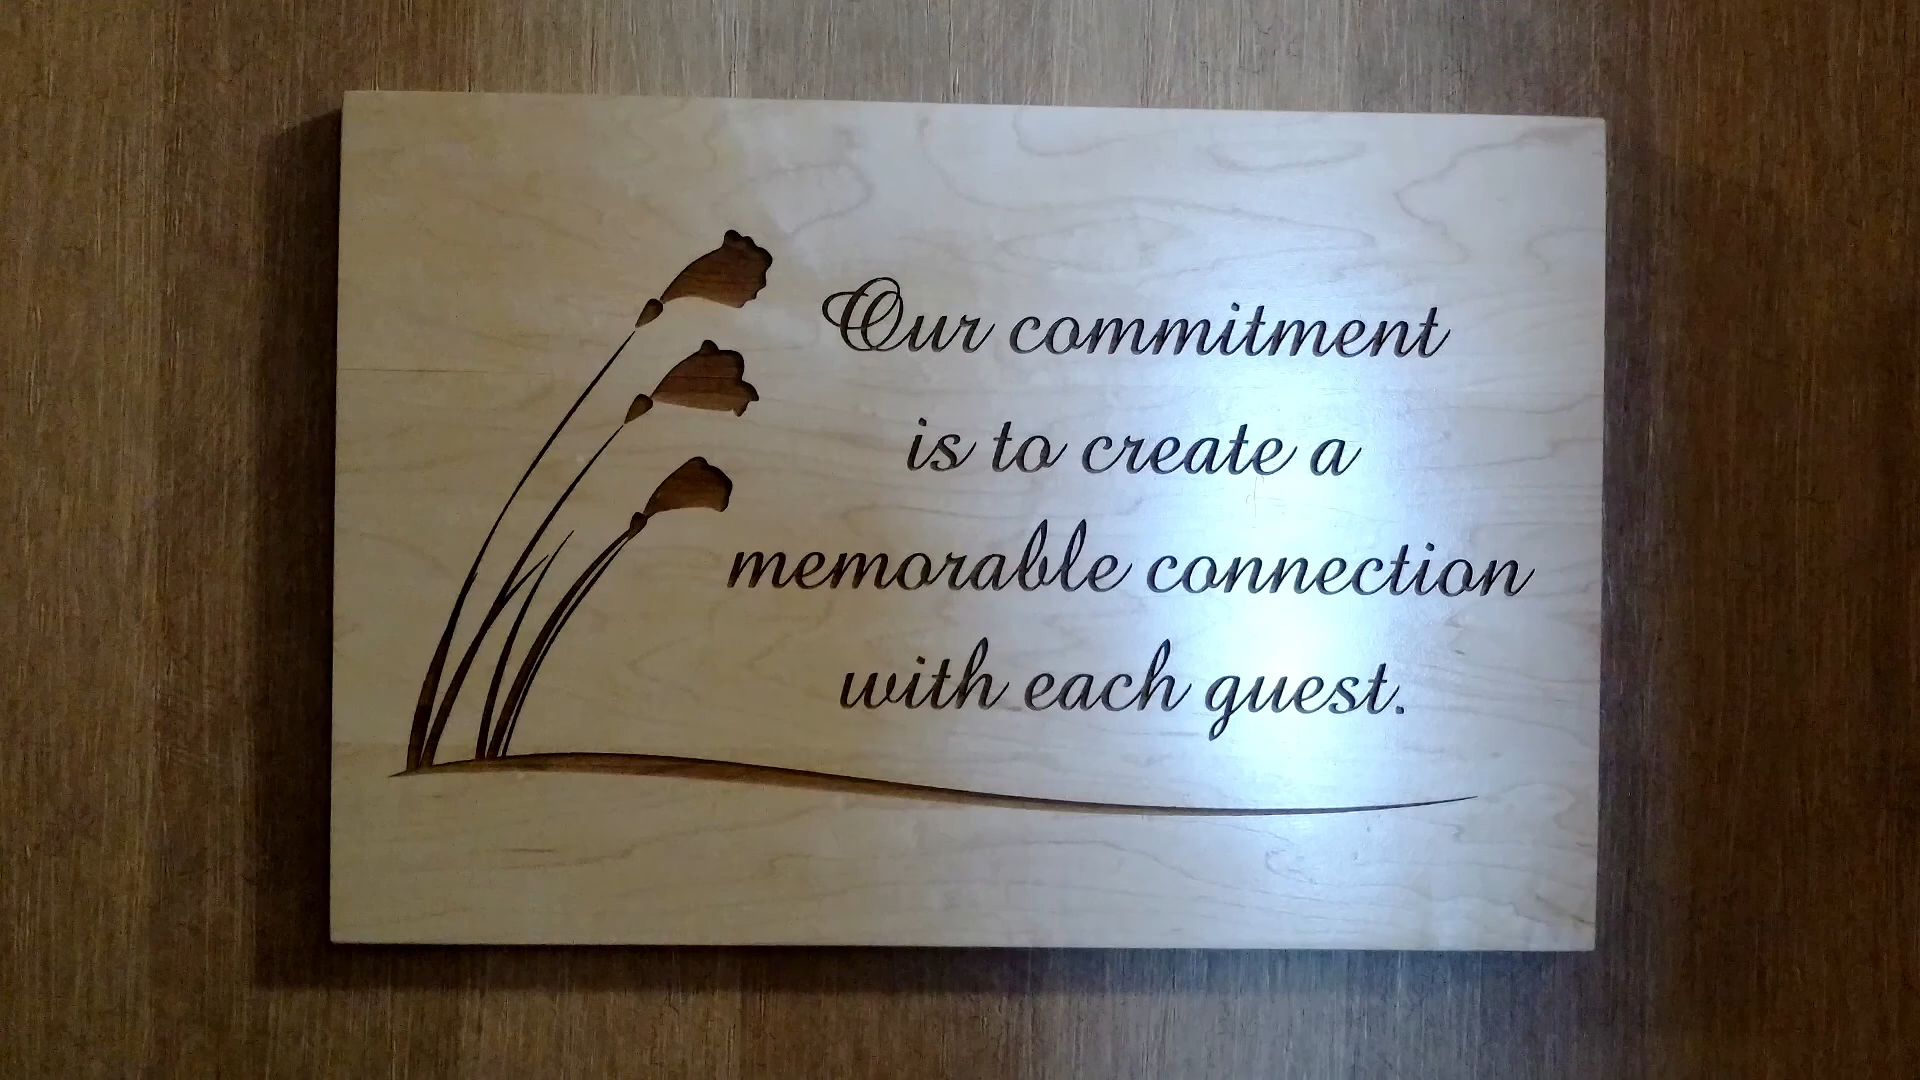 Our commitment
is to create a
memorable connection
with each guest.